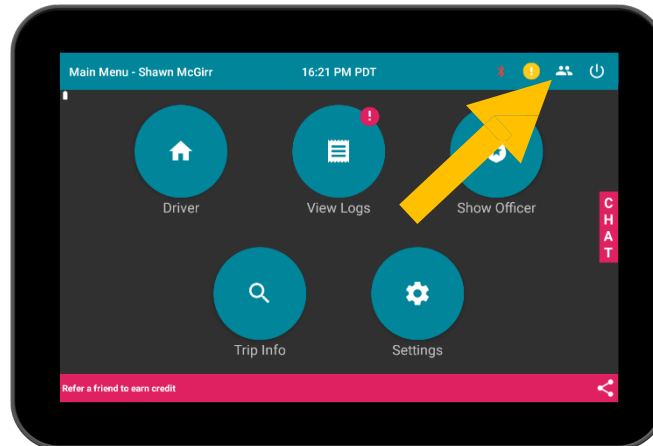 Main Menu - Shawn McGirr 16:21 PM PDT !
!
Driver View Logs Show Officer
CHAT
Trip Info Settings
Refer a friend to earn credit